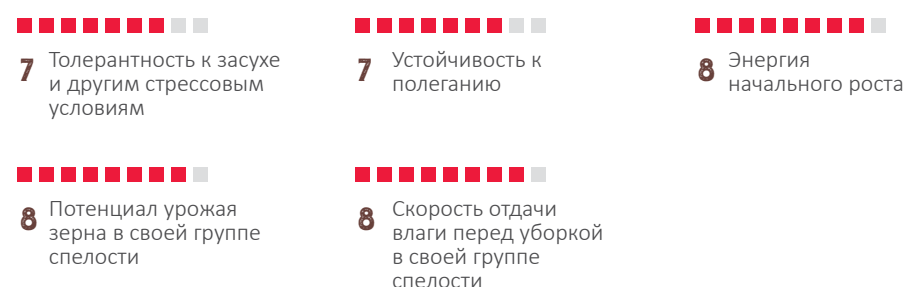 7 Толерантность к засухе
и другим стрессовым
условиям
7 Устойчивость к
полеганию
8 Энергия
начального роста
8 Потенциал урожая
зерна в своей группе
спелости
8 Скорость отдачи
влаги перед уборкой
в своей группе
спелости